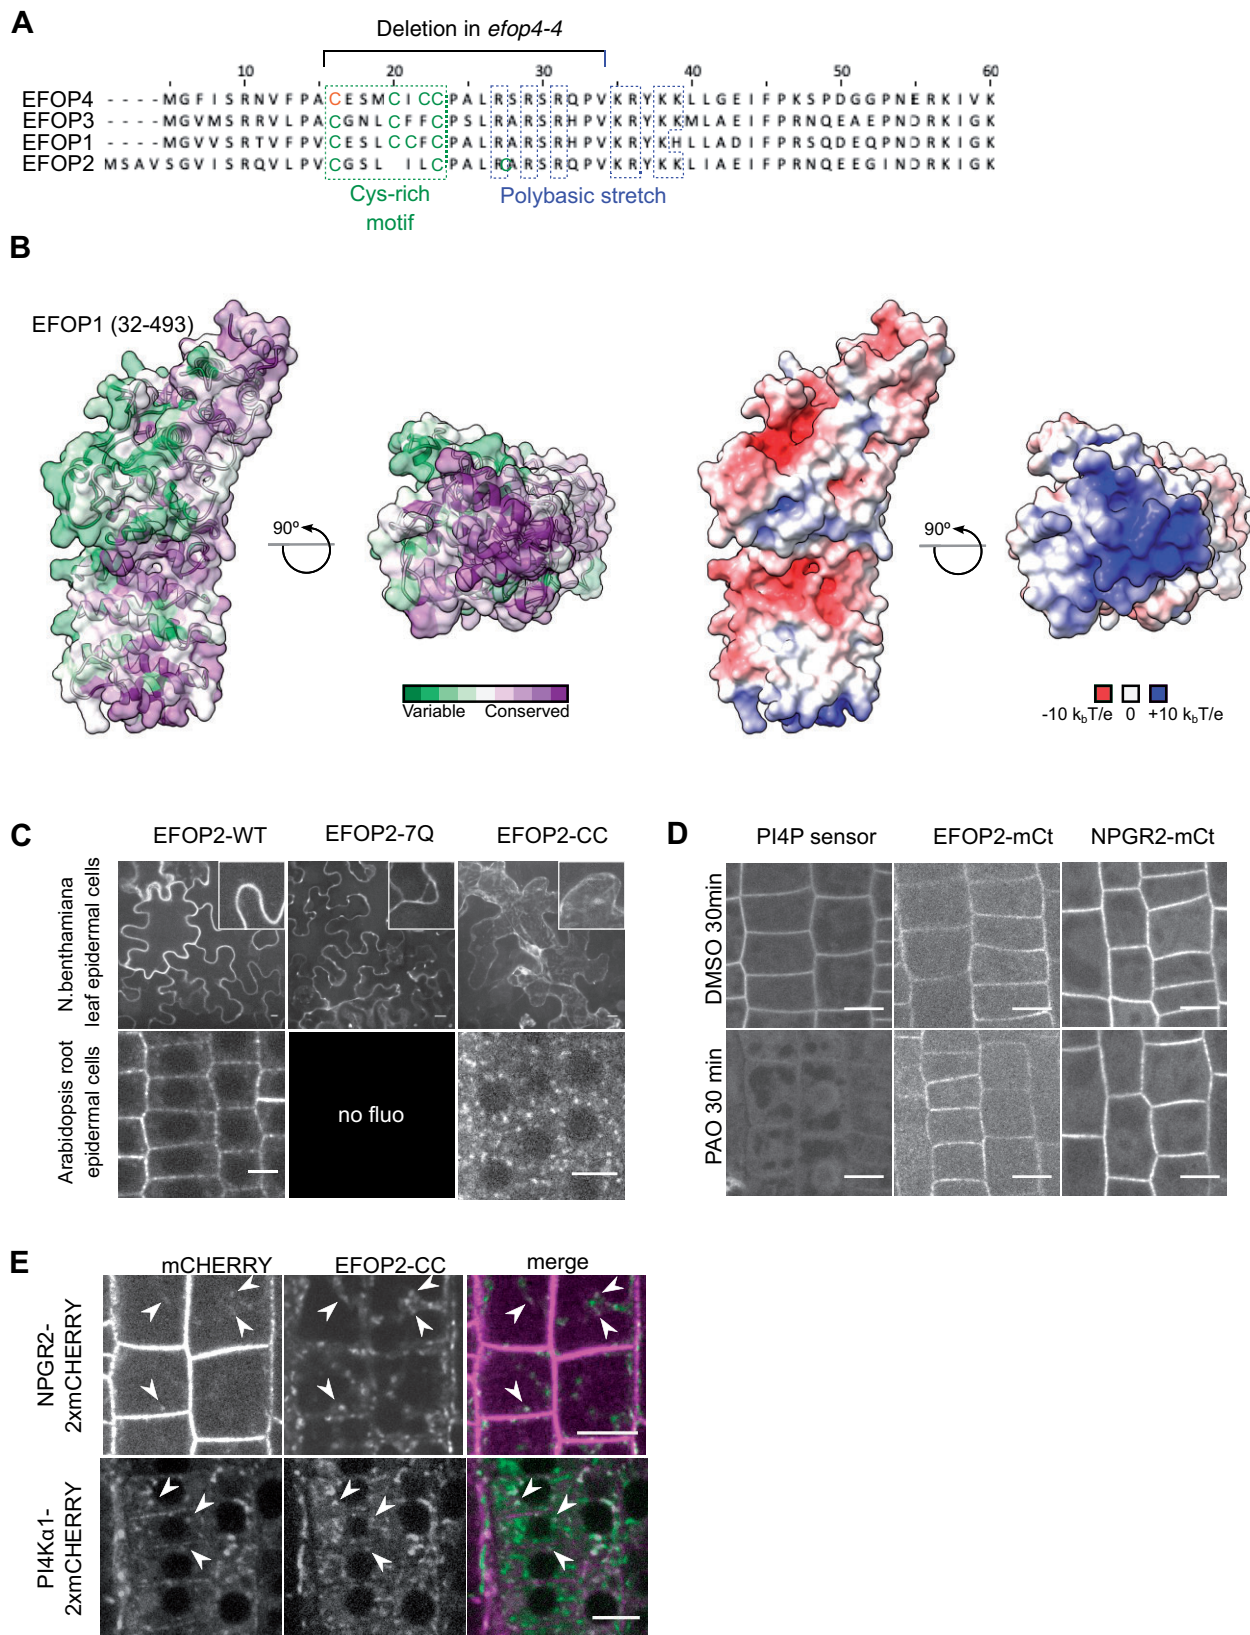 A
Deletion in efop4-4
10 20 30 40 50 60
EFOP4 ----MGFISRNVFPACESMCICCPALRSRSRQPVKRYKKLLGEIFPKSPDGGPNERKIVK
EFOP3 ----MGVMSRRVLPACGNLCFFCPSLRARSRHPVKRYKKMLAEIFPRNQEAEPNDRKIGK
EFOP1 ----MGVVSRTVFPVCESLCCFCPALRARSRHPVKRYKHLLADIFPRSQDEQPNDRKIGK
EFOP2 MSAVSGVISRQVLPVCGSL ILCPALRARSRQPVKRYKKLIAEIFPRNQEEGINDRKIGK
Cys-rich
motif
Polybasic stretch
B
EFOP1 (32-493)
90º
90º
Variable Conserved
-10 kbT/e 0 +10 kbT/e
C
EFOP2-WT EFOP2-7Q EFOP2-CC
N.benthamiana
leaf epidermal cells
Arabidopsis root
epidermal cells
no fluo
D
PI4P sensor EFOP2-mCt NPGR2-mCt
DMSO 30min
PAO 30 min
E
mCHERRY EFOP2-CC merge
NPGR2-
2xmCHERRY
PI4Kα1-
2xmCHERRY